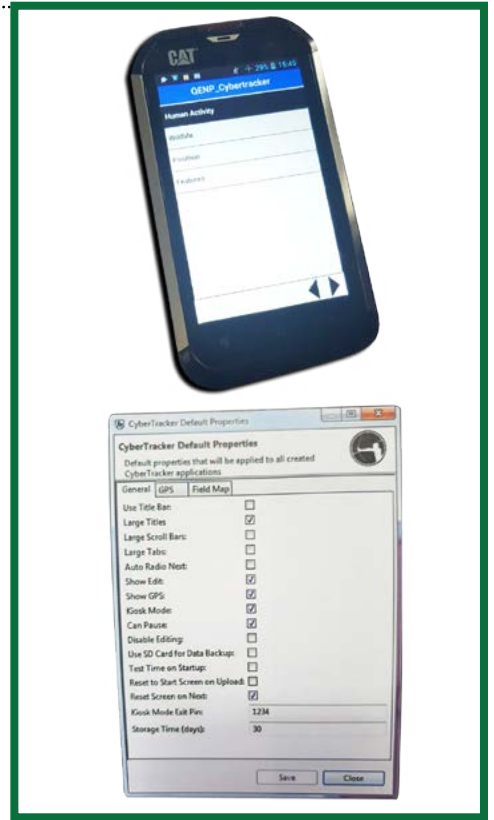 CAT
29% 15:45
QENP_Cybertracker
Human Activity
Wildlife
Position
Features
CyberTracker Default Properties
CyberTracker Default Properties
Default properties that will be applied to all created
CyberTracker applications
General GPS Field Map
Use Title Bar:
Large Titles
Large Scroll Bars:
Large Tabs:
Auto Radio Next:
Show Edit:
Show GPS:
Kiosk Mode:
Can Pause:
Disable Editing:
Use SD Card for Data Backup:
Test Time on Startup:
Reset to Start Screen on Upload:
Reset Screen on Next:
Kiosk Mode Exit Pin: 1234
Storage Time (days): 30
Save Close